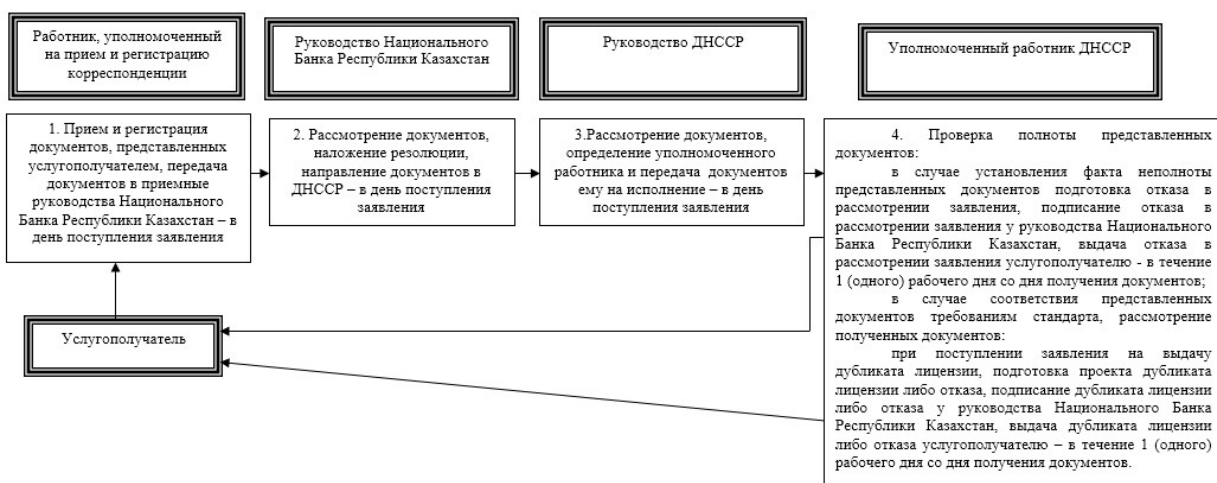 Работник, уполномоченный
на прием и регистрацию
корреспонденции
Руководство Национального
Банка Республики Казахстан
Руководство ДНССР
Уполномоченный работник ДНССР
1. Прием и регистрация
документов, представленных
услугополучателем, передача
документов в приемные
руководства Национального
Банка Республики Казахстан – в
день поступления заявления
2. Рассмотрение документов,
наложение резолюции,
направление документов в
ДНССР – в день поступления
заявления
3.Рассмотрение документов,
определение уполномоченного
работника и передача документов
ему на исполнение – в день
поступления заявления
4. Проверка полноты представленных
документов:
в случае установления факта неполноты
представленных документов подготовка отказа в
рассмотрении заявления, подписание отказа в
рассмотрении заявления у руководства Национального
Банка Республики Казахстан, выдача отказа в
рассмотрении заявления услугополучателю - в течение
1 (одного) рабочего дня со дня получения документов;
в случае соответствия представленных
документов требованиям стандарта, рассмотрение
полученных документов:
при поступлении заявления на выдачу
дубликата лицензии, подготовка проекта дубликата
лицензии либо отказа, подписание дубликата лицензии
либо отказа у руководства Национального Банка
Республики Казахстан, выдача дубликата лицензии
либо отказа услугополучателю – в течение 1 (одного)
рабочего дня со дня получения документов.
Услугополучатель